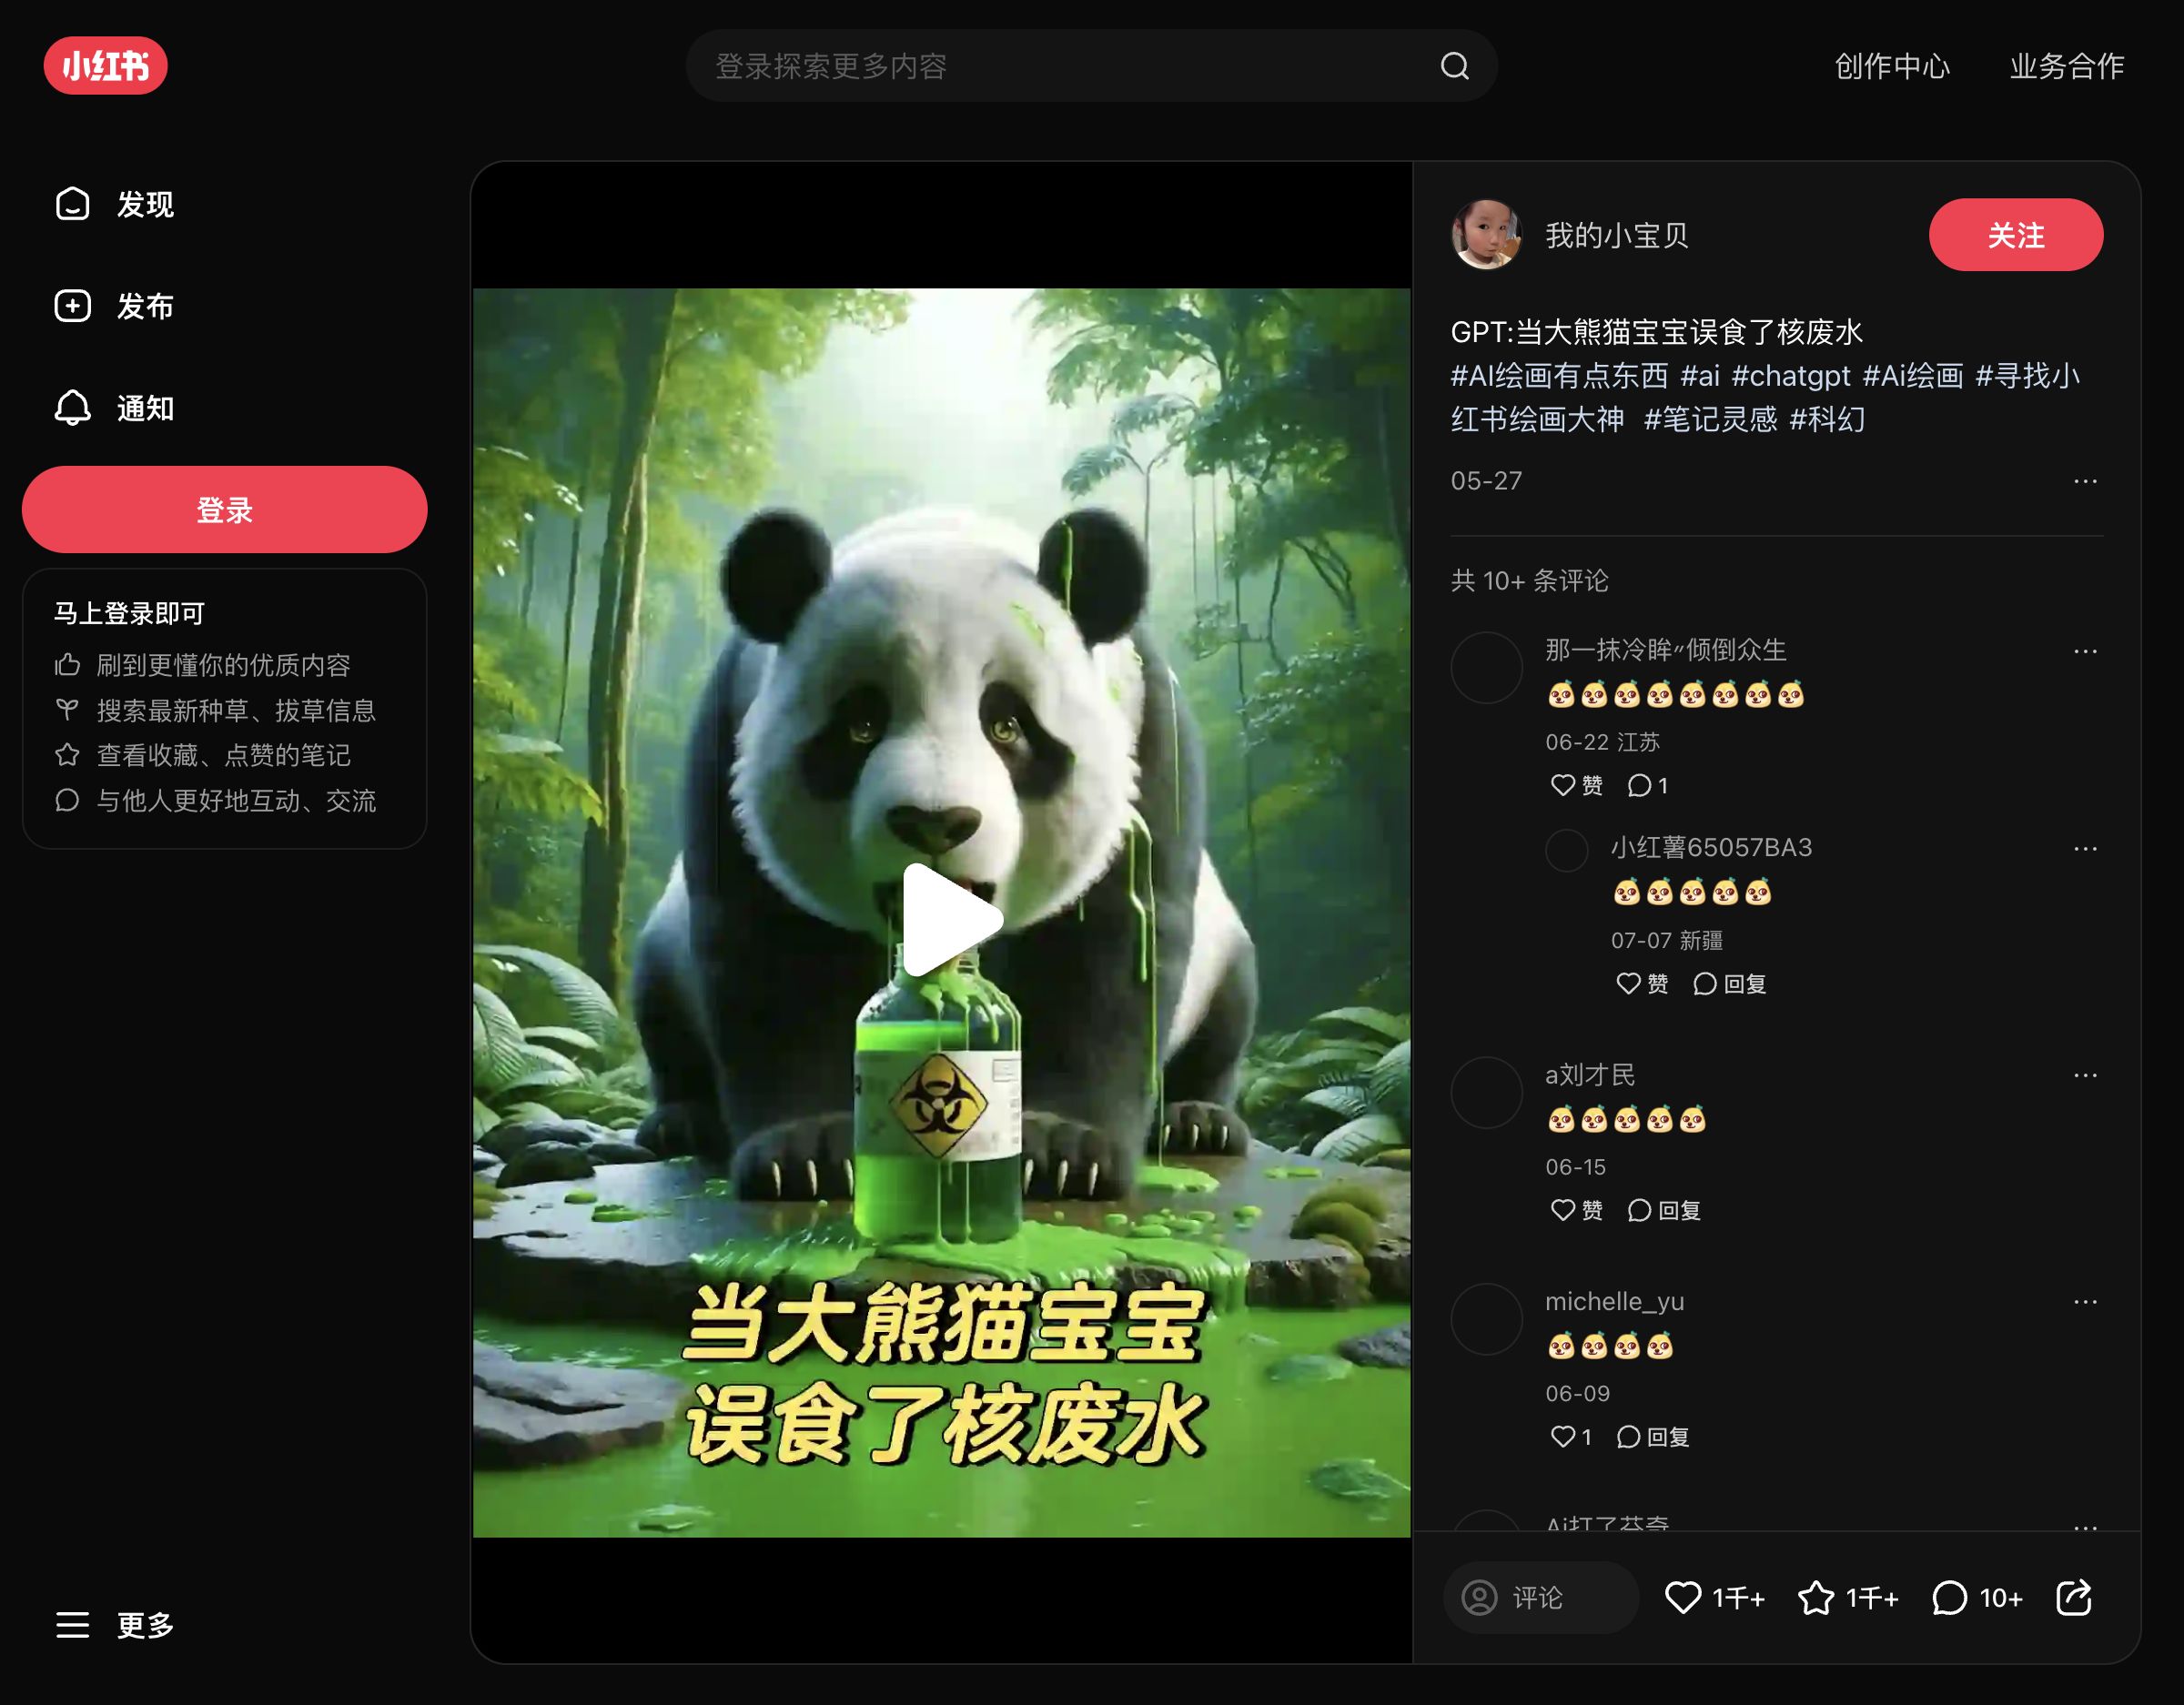 小红书
登录探索更多内容
创作中心
业务合作
发现
发布
通知
登录
马上登录即可
刷到更懂你的优质内容
搜索最新种草、拔草信息
查看收藏、点赞的笔记
与他人更好地互动、交流
更多
当大熊猫宝宝
误食了核废水
我的小宝贝
关注
GPT:当大熊猫宝宝误食了核废水
#AI绘画有点东西 #ai #chatgpt #Ai绘画 #寻找小
红书绘画大神 #笔记灵感 #科幻
05-27
共 10+ 条评论
那一抹冷眸〃倾倒众生
06-22 江苏
赞 1
小红薯65057BA3
07-07 新疆
赞 回复
a刘才民
06-15
赞 回复
michelle_yu
06-09
1 回复
评论
1千+
1千+
10+